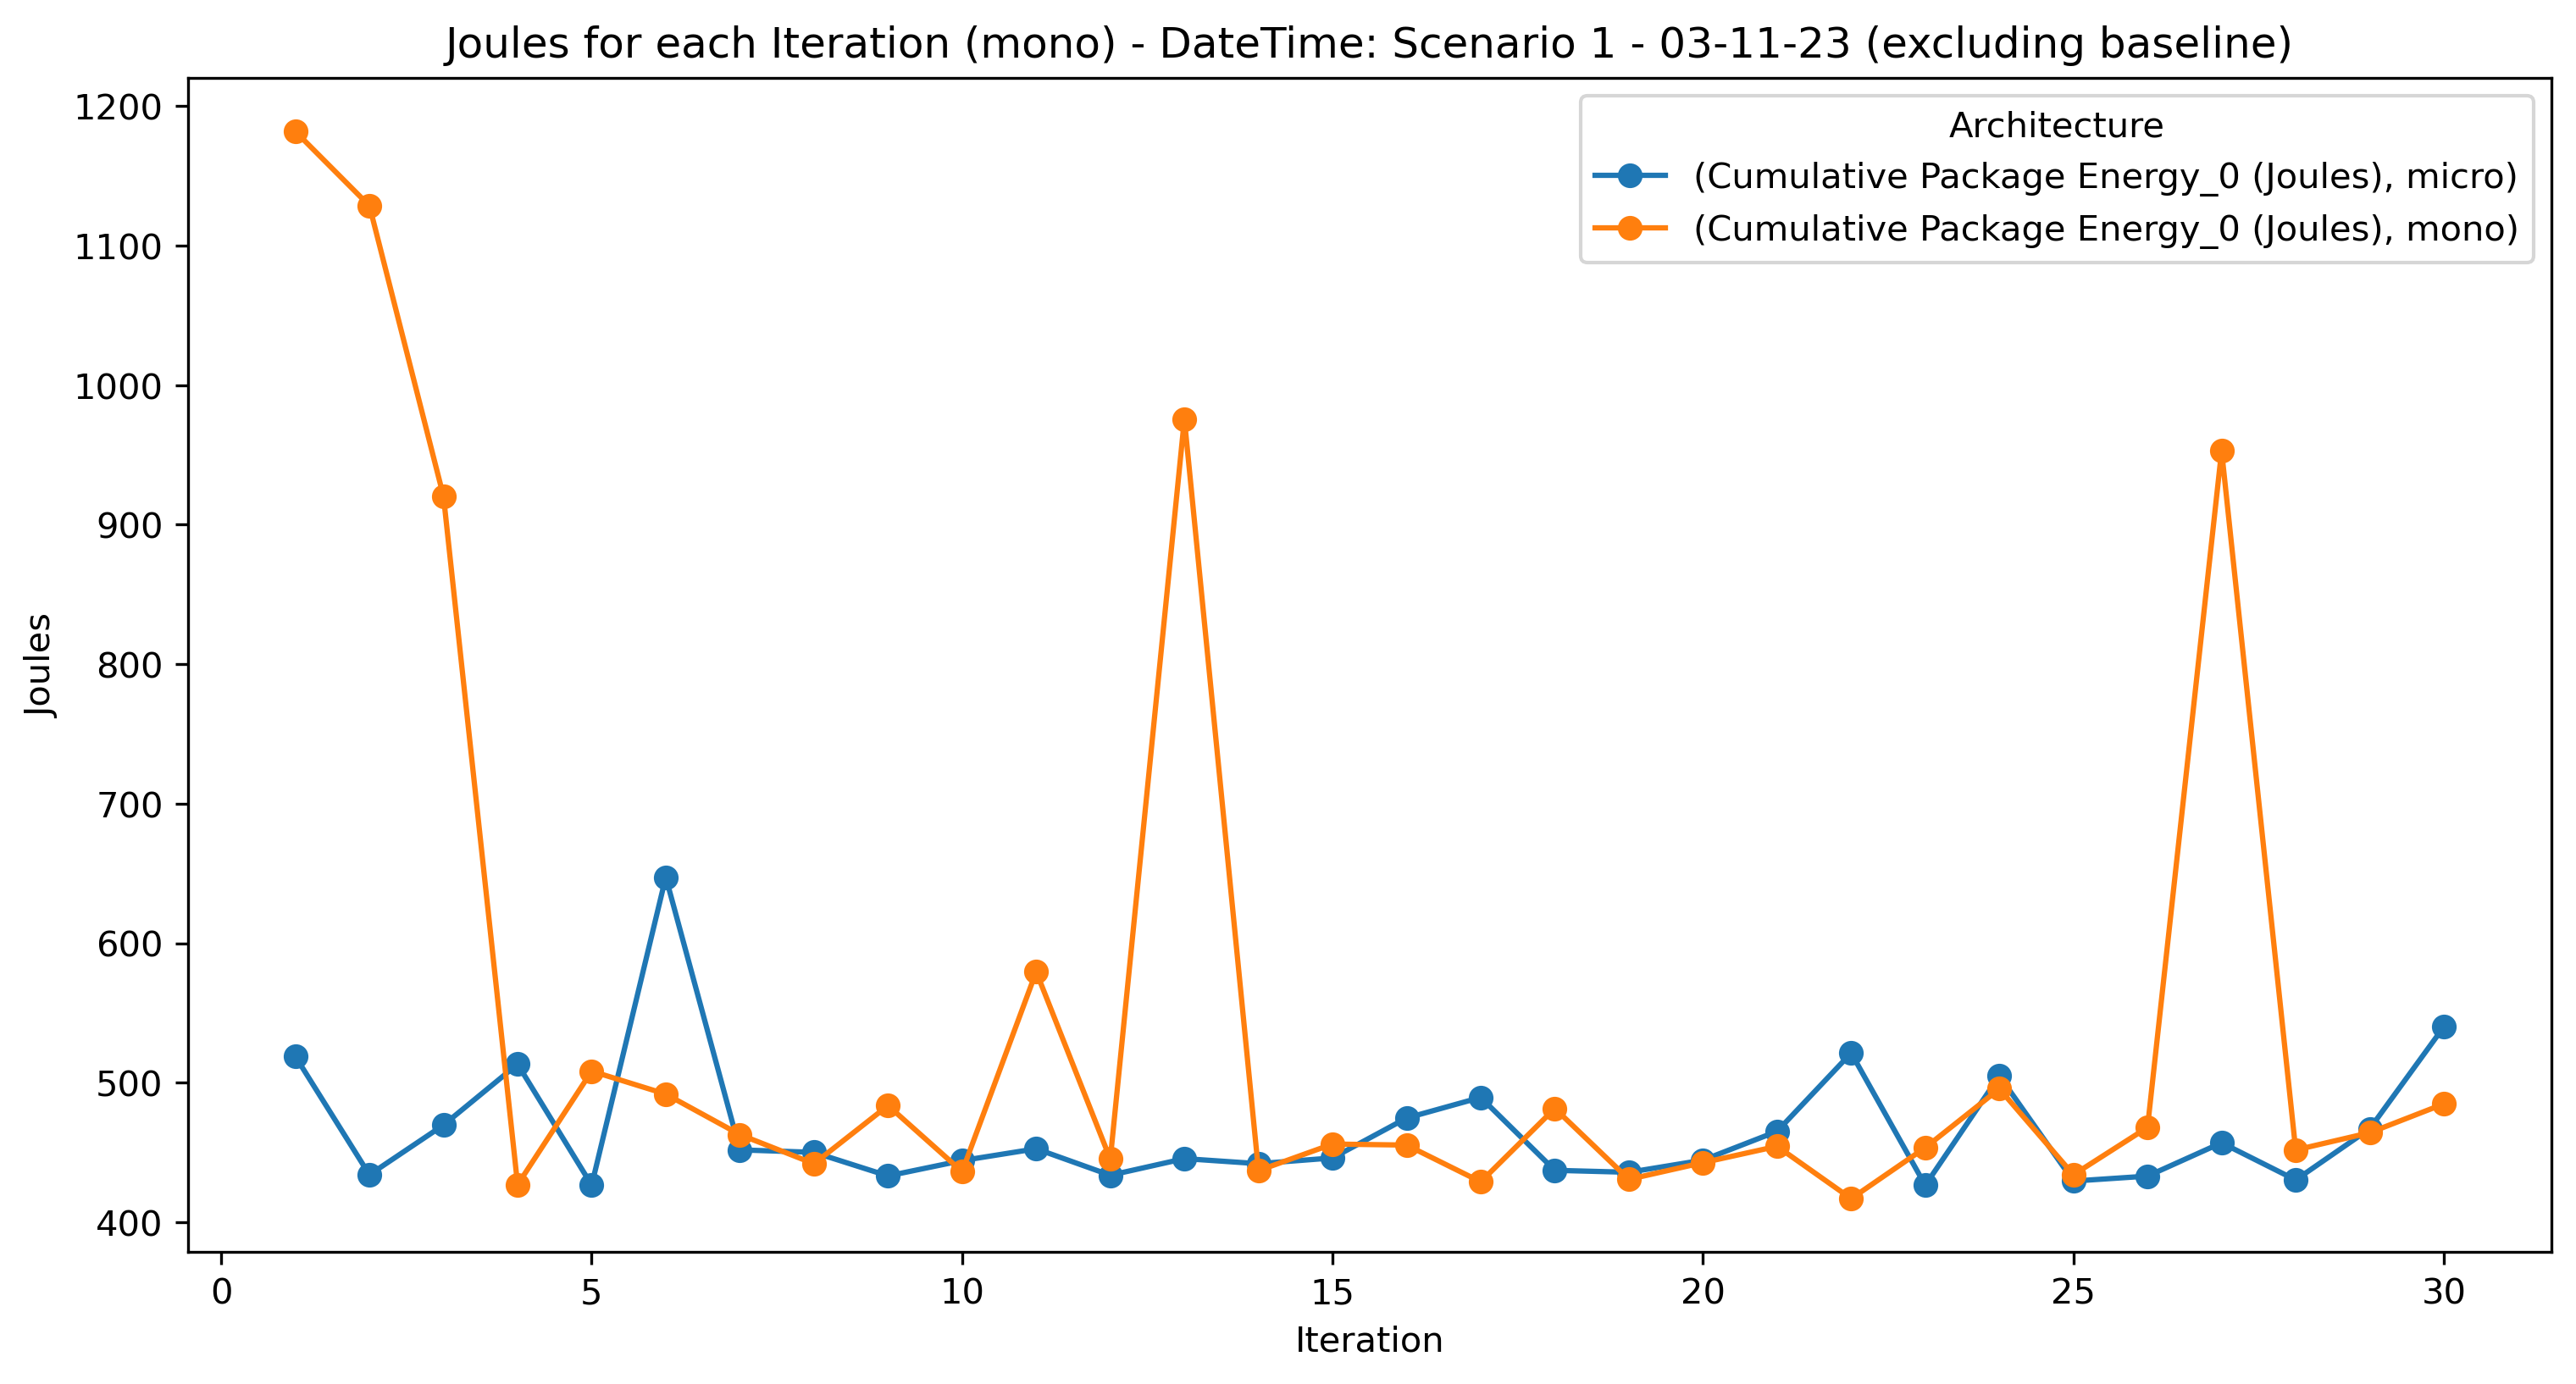 Joules for each Iteration (mono) - DateTime: Scenario 1 - 03-11-23 (excluding baseline)
Architecture
(Cumulative Package Energy_0 (Joules), micro)
(Cumulative Package Energy_0 (Joules), mono)
1200
1100
1000
900
800
700
600
500
400
Joules
0 5 10 15 20 25 30
Iteration